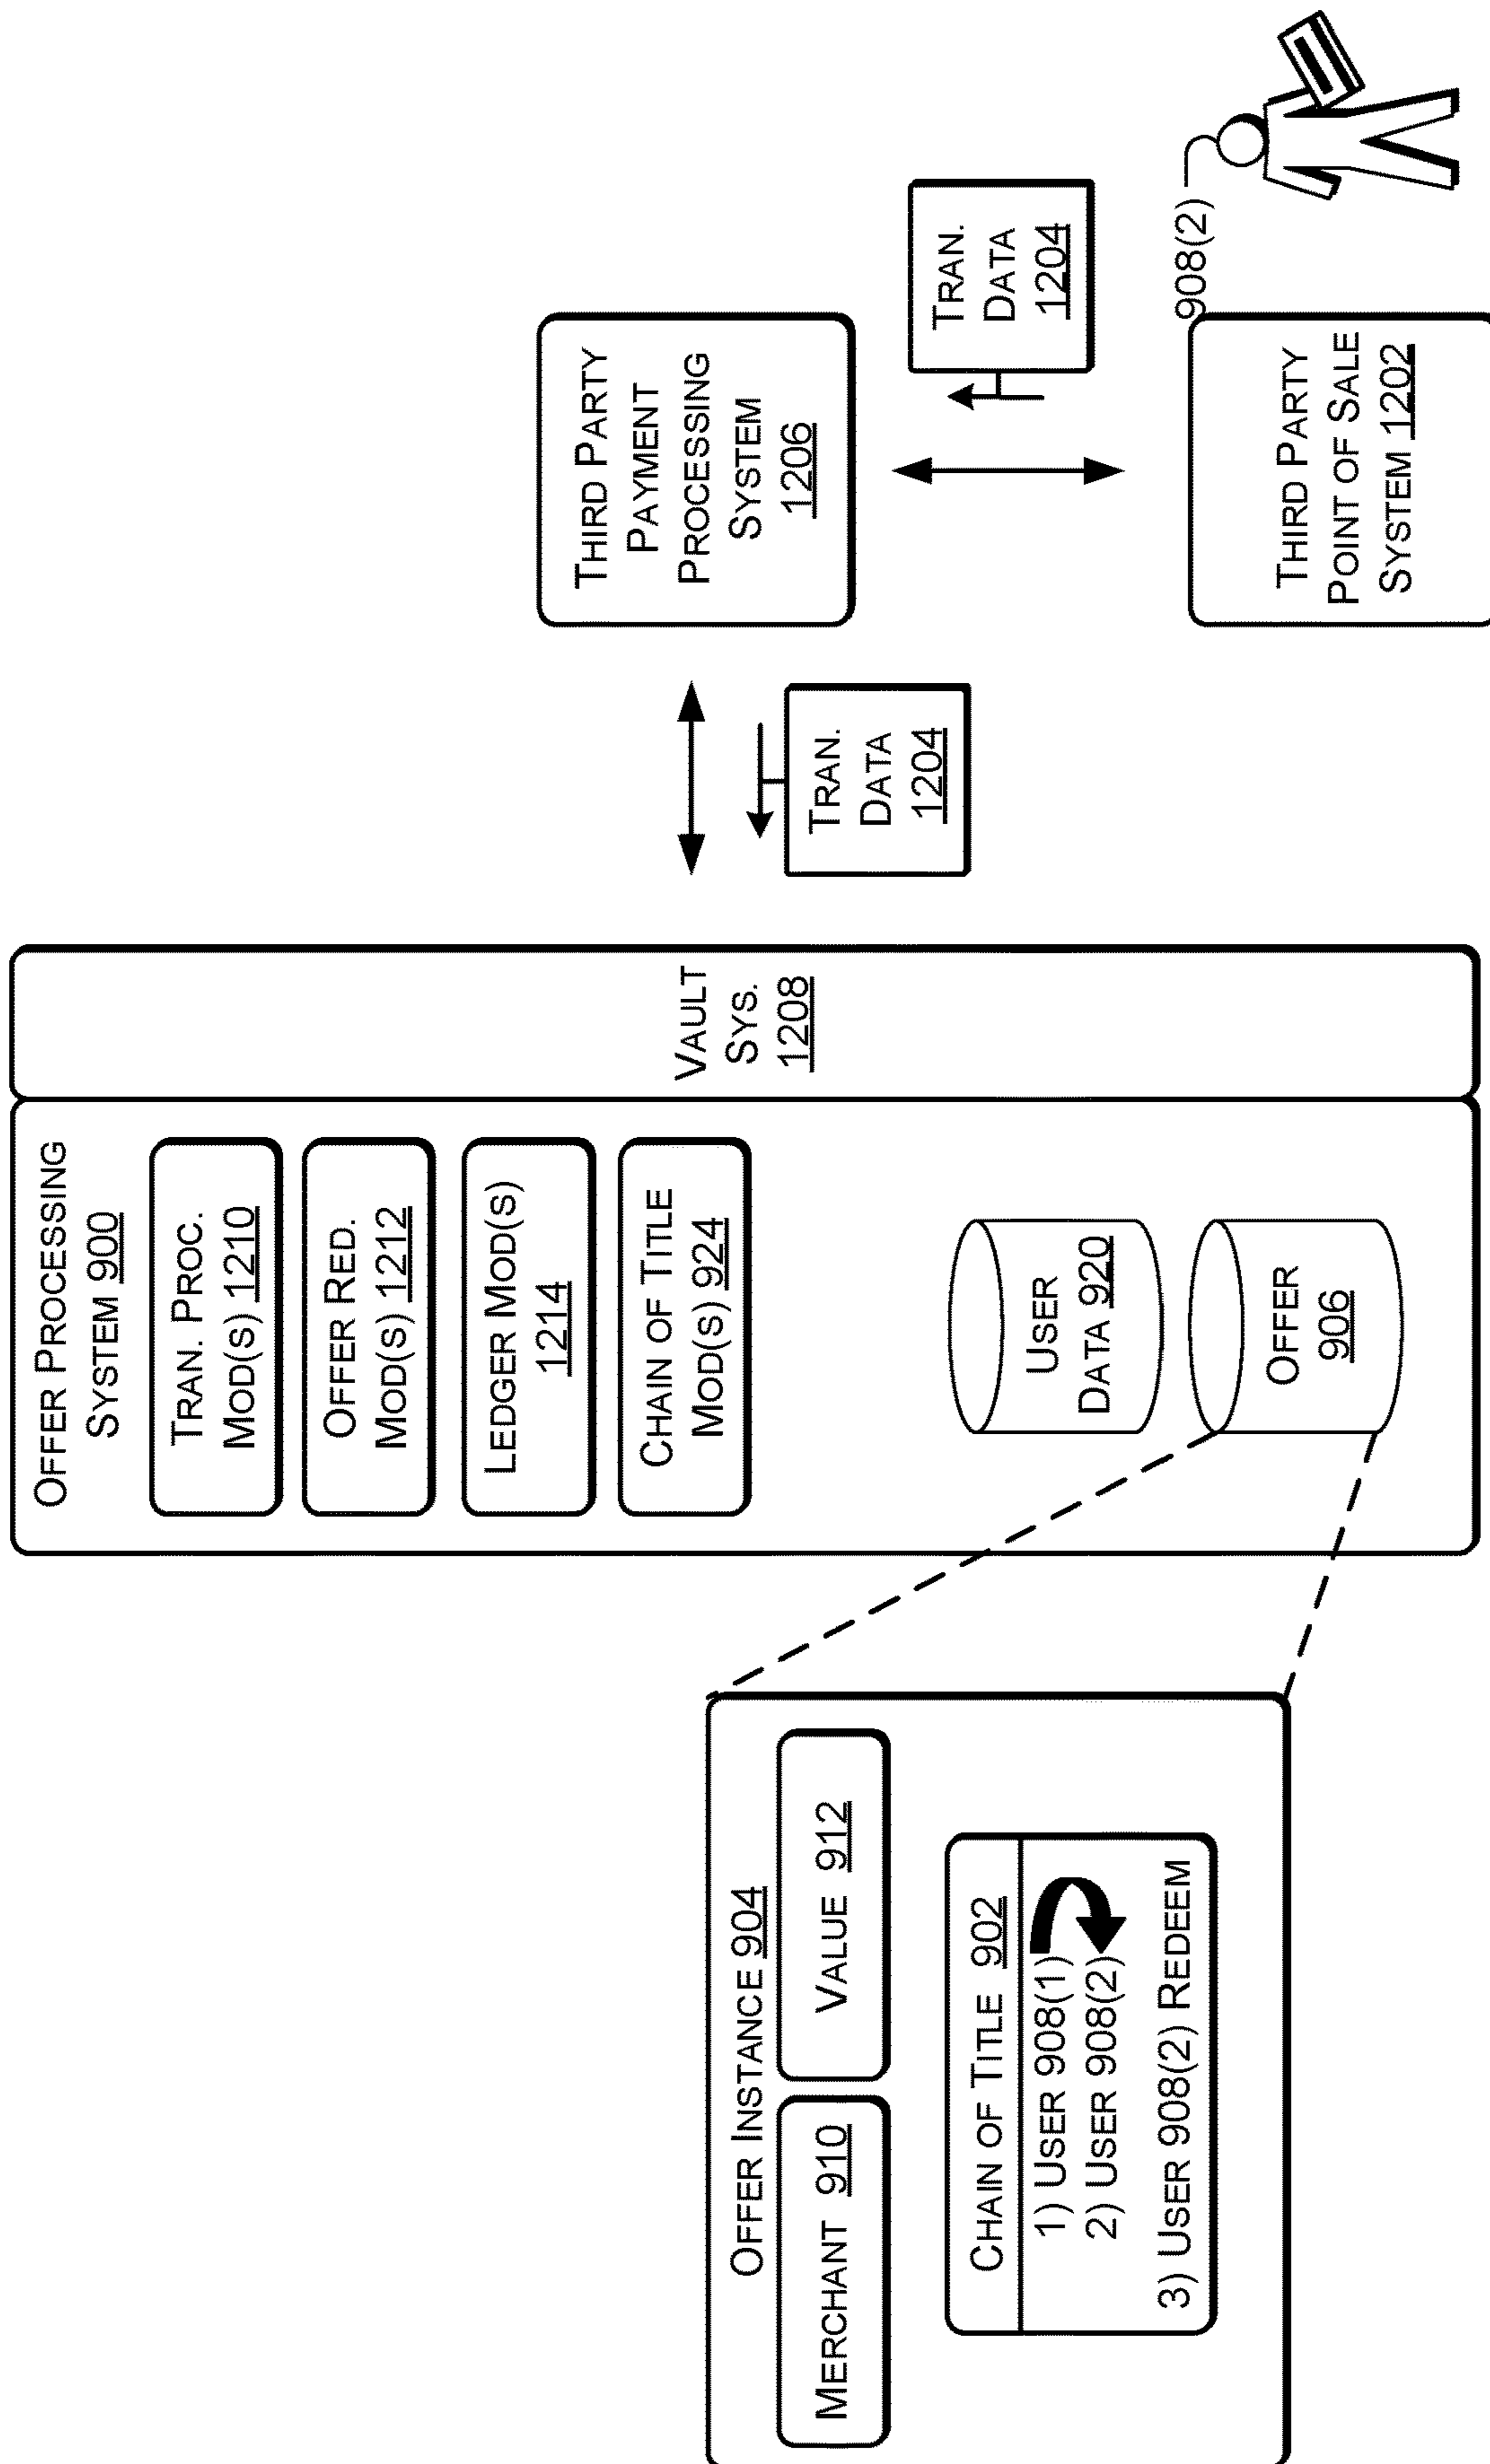 OFFER INSTANCE 904
MERCHANT 910
VALUE 912
CHAIN OF TITLE 902
1) USER 908(1)
2) USER 908(2)
3) USER 908(2) REDEEM
OFFER PROCESSING
SYSTEM 900
TRAN. PROC.
MOD(S) 1210
OFFER RED.
MOD(S) 1212
LEDGER MOD(S)
1214
CHAIN OF TITLE
MOD(S) 924
USER
DATA 920
OFFER
906
VAULT
SYS.
1208
TRAN.
DATA
1204
THIRD PARTY
PAYMENT
PROCESSING
SYSTEM
1206
TRAN.
DATA
1204
THIRD PARTY
POINT OF SALE
SYSTEM 1202
908(2)